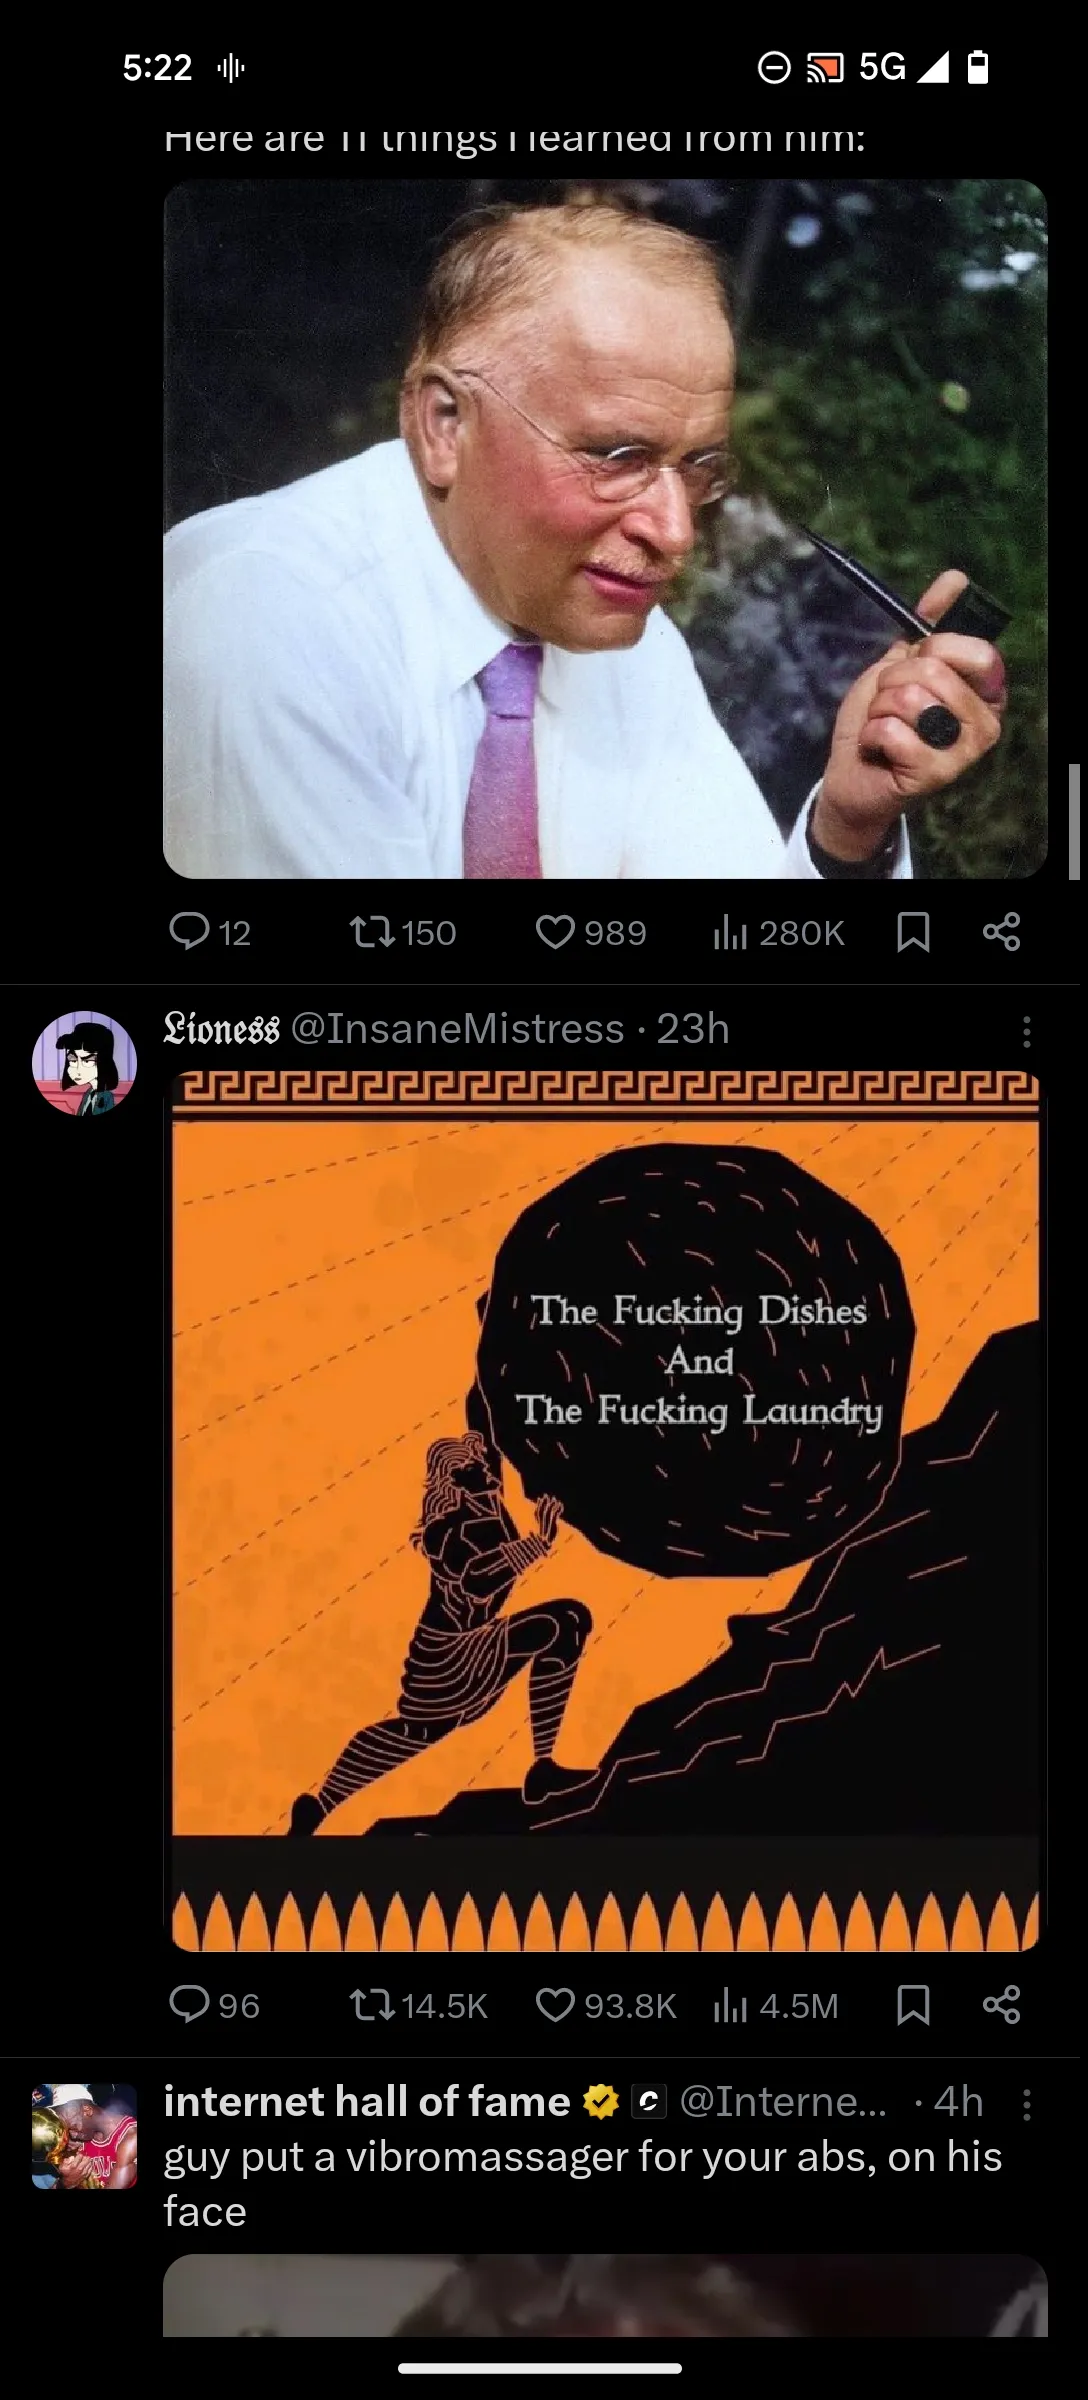 5:22 5G
Here are 11 things I learned from him:
12 150 989 280K
𝕷𝖎𝖔𝖓𝖊𝖘𝖘 @InsaneMistress · 23h
The Fucking Dishes
And
The Fucking Laundry
96 14.5K 93.8K 4.5M
internet hall of fame @Interne... · 4h
guy put a vibromassager for your abs, on his
face